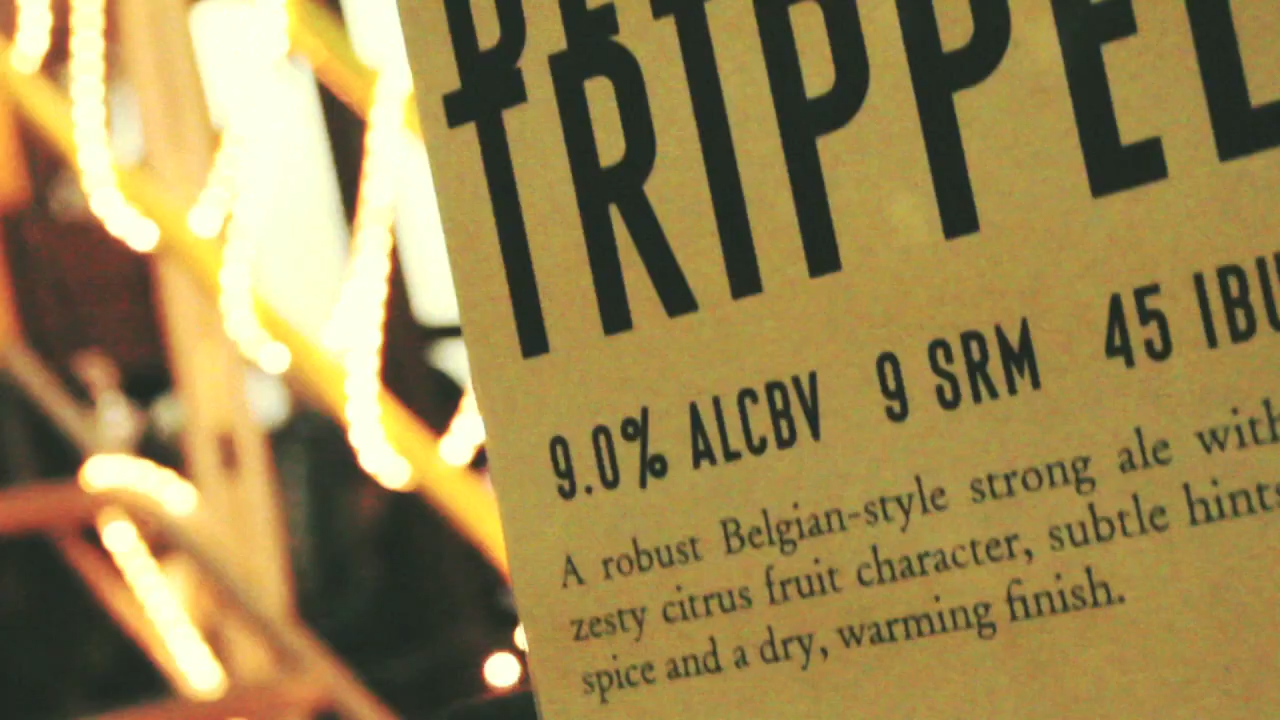 TRIPPEL
9.0% ALCBV 9 SRM 45 IBU
A robust Belgian-style strong ale with
zesty citrus fruit character, subtle hints
spice and a dry, warming finish.